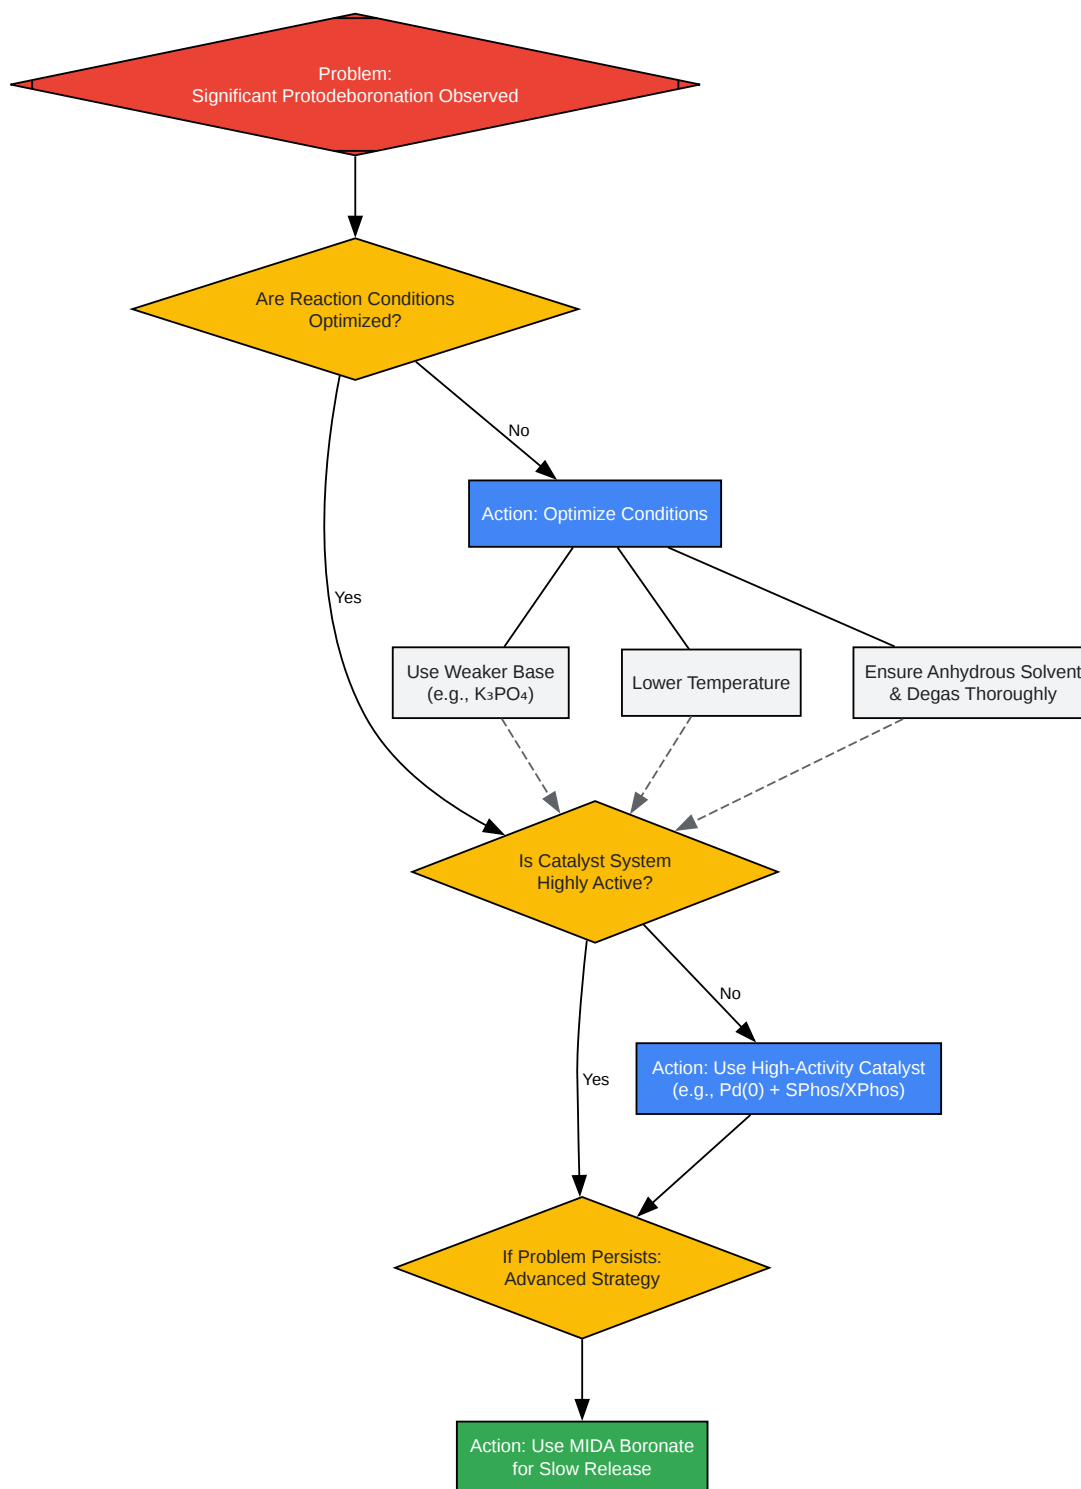 Problem:
Significant Protodeboronation Observed
Are Reaction Conditions
Optimized?
No
Action: Optimize Conditions
Yes
Use Weaker Base
(e.g., K₃PO₄)
Lower Temperature
Ensure Anhydrous Solvent
& Degas Thoroughly
Is Catalyst System
Highly Active?
No
Action: Use High-Activity Catalyst
(e.g., Pd(0) + SPhos/XPhos)
Yes
If Problem Persists:
Advanced Strategy
Action: Use MIDA Boronate
for Slow Release